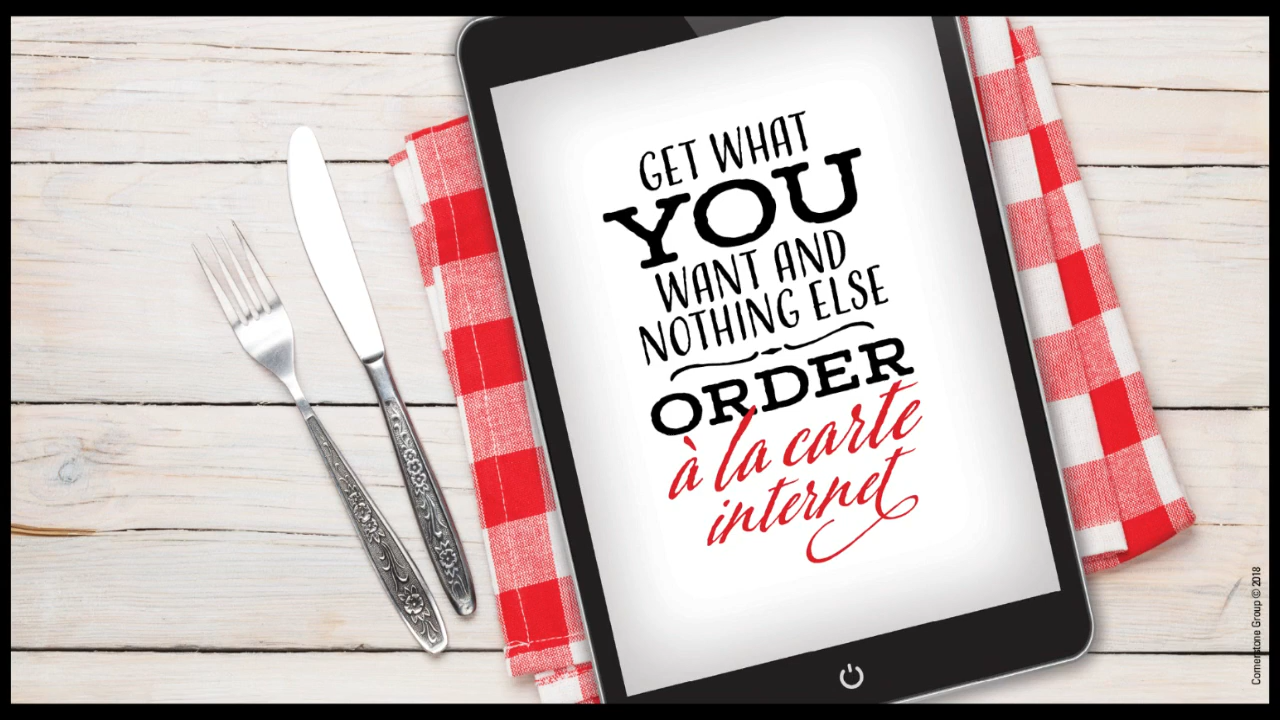 GET WHAT
YOU
WANT AND
NOTHING ELSE
ORDER
à la carte
internet
Cornerstone Group © 2018